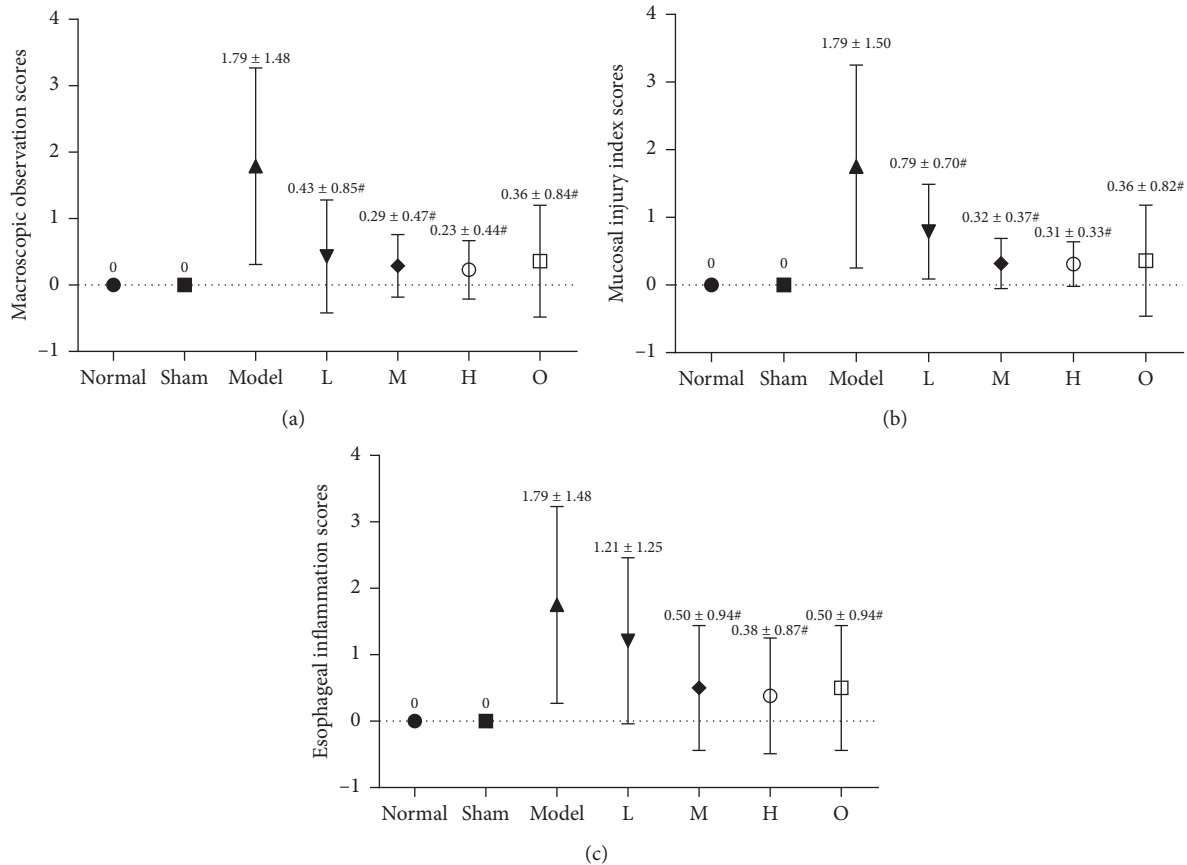 Macroscopic observation scores
4
3
2
1
0
–1
0
0
1.79 ± 1.48
0.43 ± 0.85#
0.29 ± 0.47#
0.23 ± 0.44#
0.36 ± 0.84#
Normal Sham Model L M H O
(a)
Mucosal injury index scores
4
3
2
1
0
–1
0
0
1.79 ± 1.50
0.79 ± 0.70#
0.32 ± 0.37#
0.31 ± 0.33#
0.36 ± 0.82#
Normal Sham Model L M H O
(b)
Esophageal inflammation scores
4
3
2
1
0
–1
0
0
1.79 ± 1.48
1.21 ± 1.25
0.50 ± 0.94#
0.38 ± 0.87#
0.50 ± 0.94#
Normal Sham Model L M H O
(c)